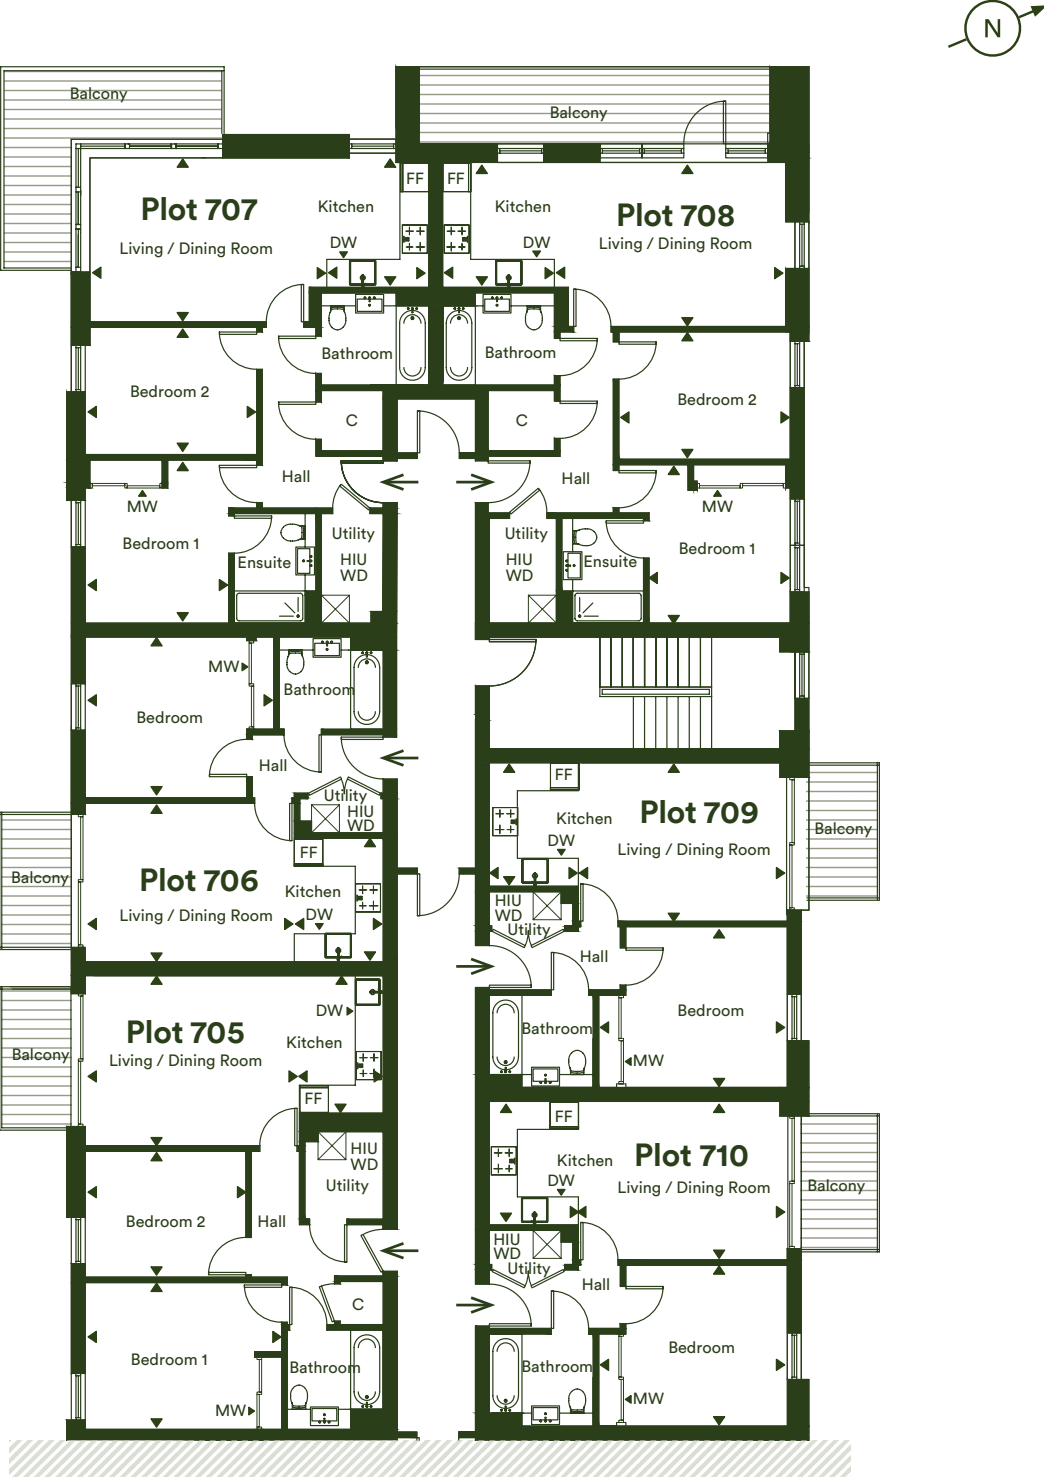 N
Balcony
Balcony
Plot 707
Living / Dining Room
Kitchen
DW
FF
FF
Kitchen
DW
Plot 708
Living / Dining Room
Bathroom
Bathroom
Bedroom 2
Bedroom 2
C
C
Hall
Hall
MW
MW
Bedroom 1
Bedroom 1
Ensuite
Ensuite
Utility
HIU
WD
Utility
HIU
WD
MW
Bathroom
Bedroom
Hall
Utility
HIU
WD
FF
Kitchen
DW
Plot 709
Living / Dining Room
Balcony
FF
Balcony
Plot 706
Living / Dining Room
Kitchen
DW
HIU
WD
Utility
Hall
Bedroom
Bathroom
MW
DW
Kitchen
Plot 705
Living / Dining Room
Balcony
FF
FF
Kitchen
DW
Plot 710
Living / Dining Room
Balcony
HIU
WD
Utility
Bedroom 2
Hall
HIU
WD
Utility
Hall
C
Bedroom 1
Bathroom
MW
Bathroom
Bedroom
MW